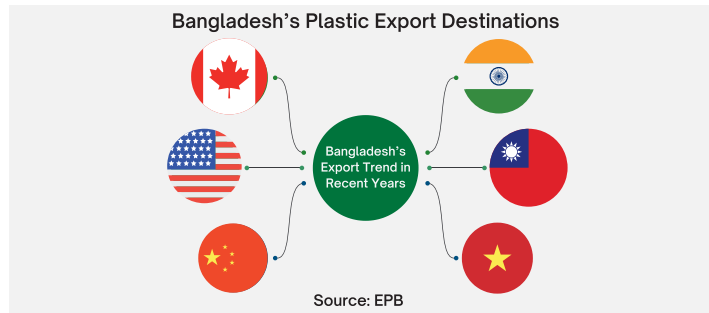 Bangladesh's Plastic Export Destinations
Bangladesh's
Export Trend in
Recent Years
Source: EPB